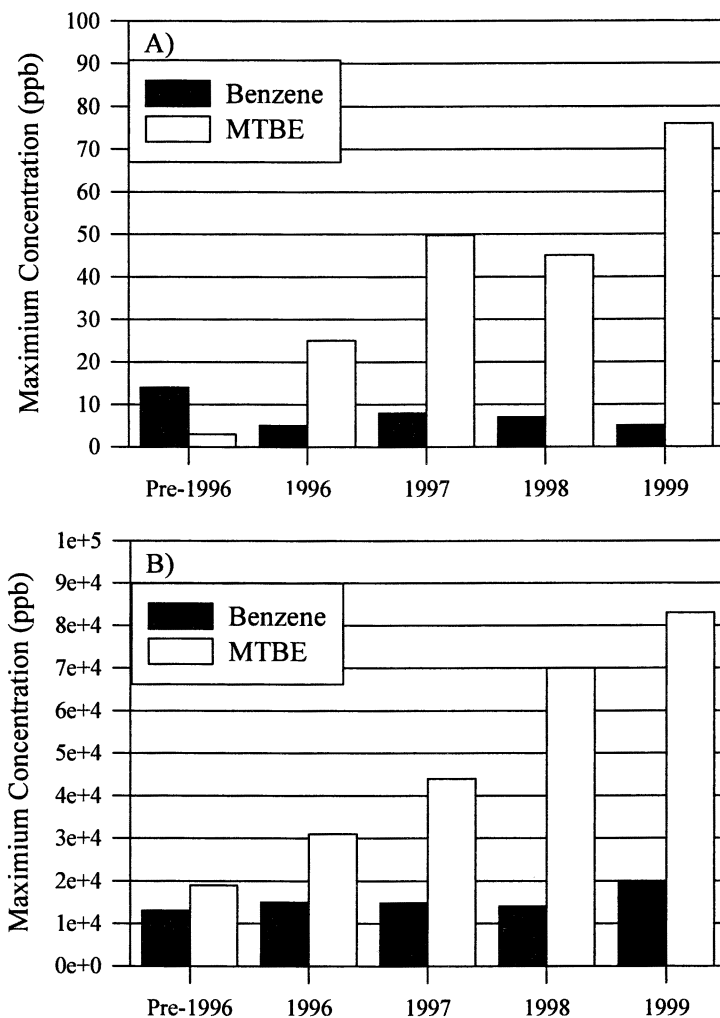 A)
Benzene
MTBE
Maximium Concentration (ppb)
100
90
80
70
60
50
40
30
20
10
0
Pre-1996 1996 1997 1998 1999
B)
Benzene
MTBE
Maximium Concentration (ppb)
1e+5
9e+4
8e+4
7e+4
6e+4
5e+4
4e+4
3e+4
2e+4
1e+4
0e+0
Pre-1996 1996 1997 1998 1999